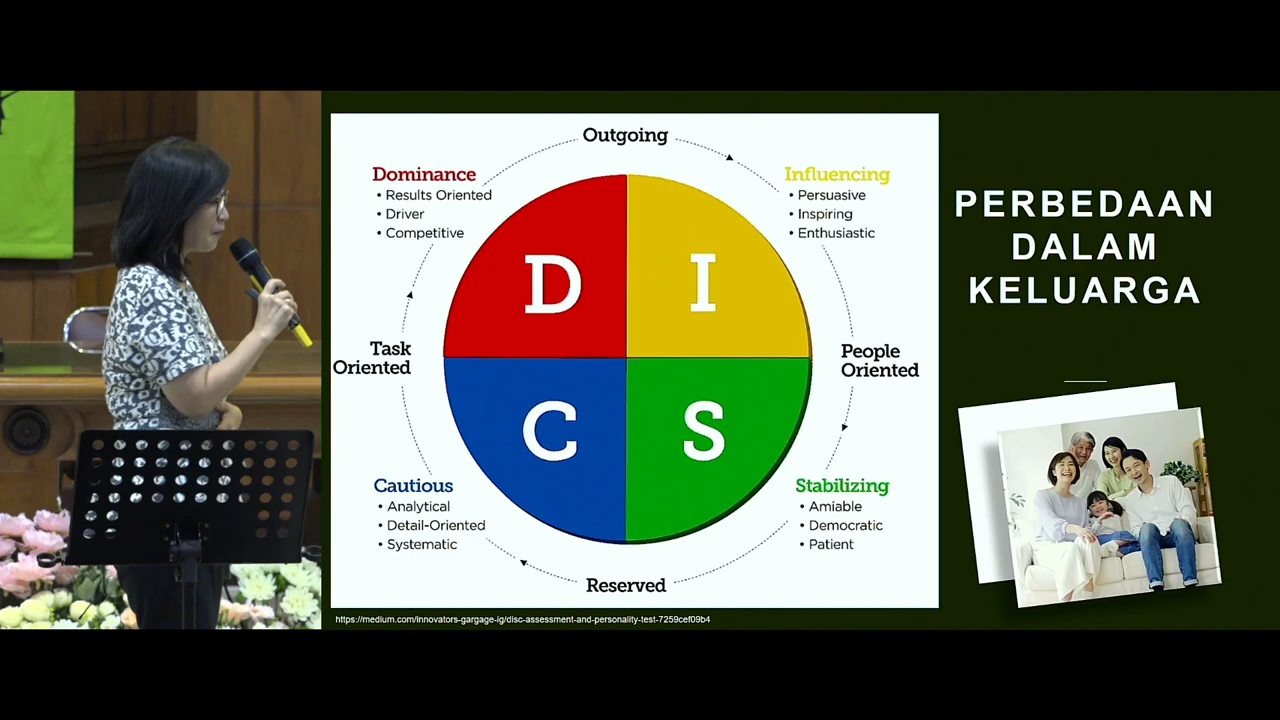 Outgoing
Dominance
• Results Oriented
• Driver
• Competitive
Influencing
• Persuasive
• Inspiring
• Enthusiastic
D
I
Task
Oriented
People
Oriented
C
S
Cautious
• Analytical
• Detail-Oriented
• Systematic
Stabilizing
• Amiable
• Democratic
• Patient
Reserved
https://medium.com/innovators-gargage-ig/disc-assessment-and-personality-test-7259cef09b4
PERBEDAAN
DALAM
KELUARGA